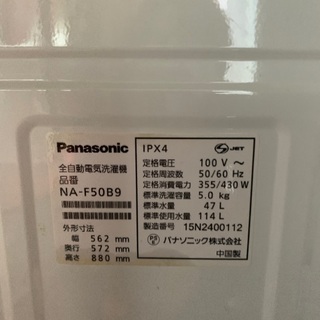 Panasonic
全自動電気洗濯機
品番
NA-F50B9
外形寸法
幅 562 mm
奥行 572 mm
高さ 880 mm
IPX4
JET
定格電圧 100 V ～
定格周波数 50/60 Hz
定格消費電力 355/430 W
標準洗濯容量 5.0 kg
標準水量 47 L
標準使用水量 114 L
製造番号 15N2400112
パナソニック株式会社
中国製